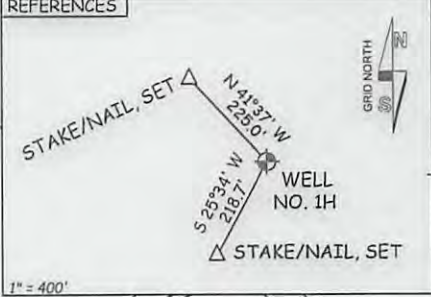 REFERENCES
GRID NORTH
N
S
STAKE/NAIL, SET
N 41°37' W
225.0'
WELL
NO. 1H
S 25°34' W
218.7'
STAKE/NAIL, SET
1" = 400'